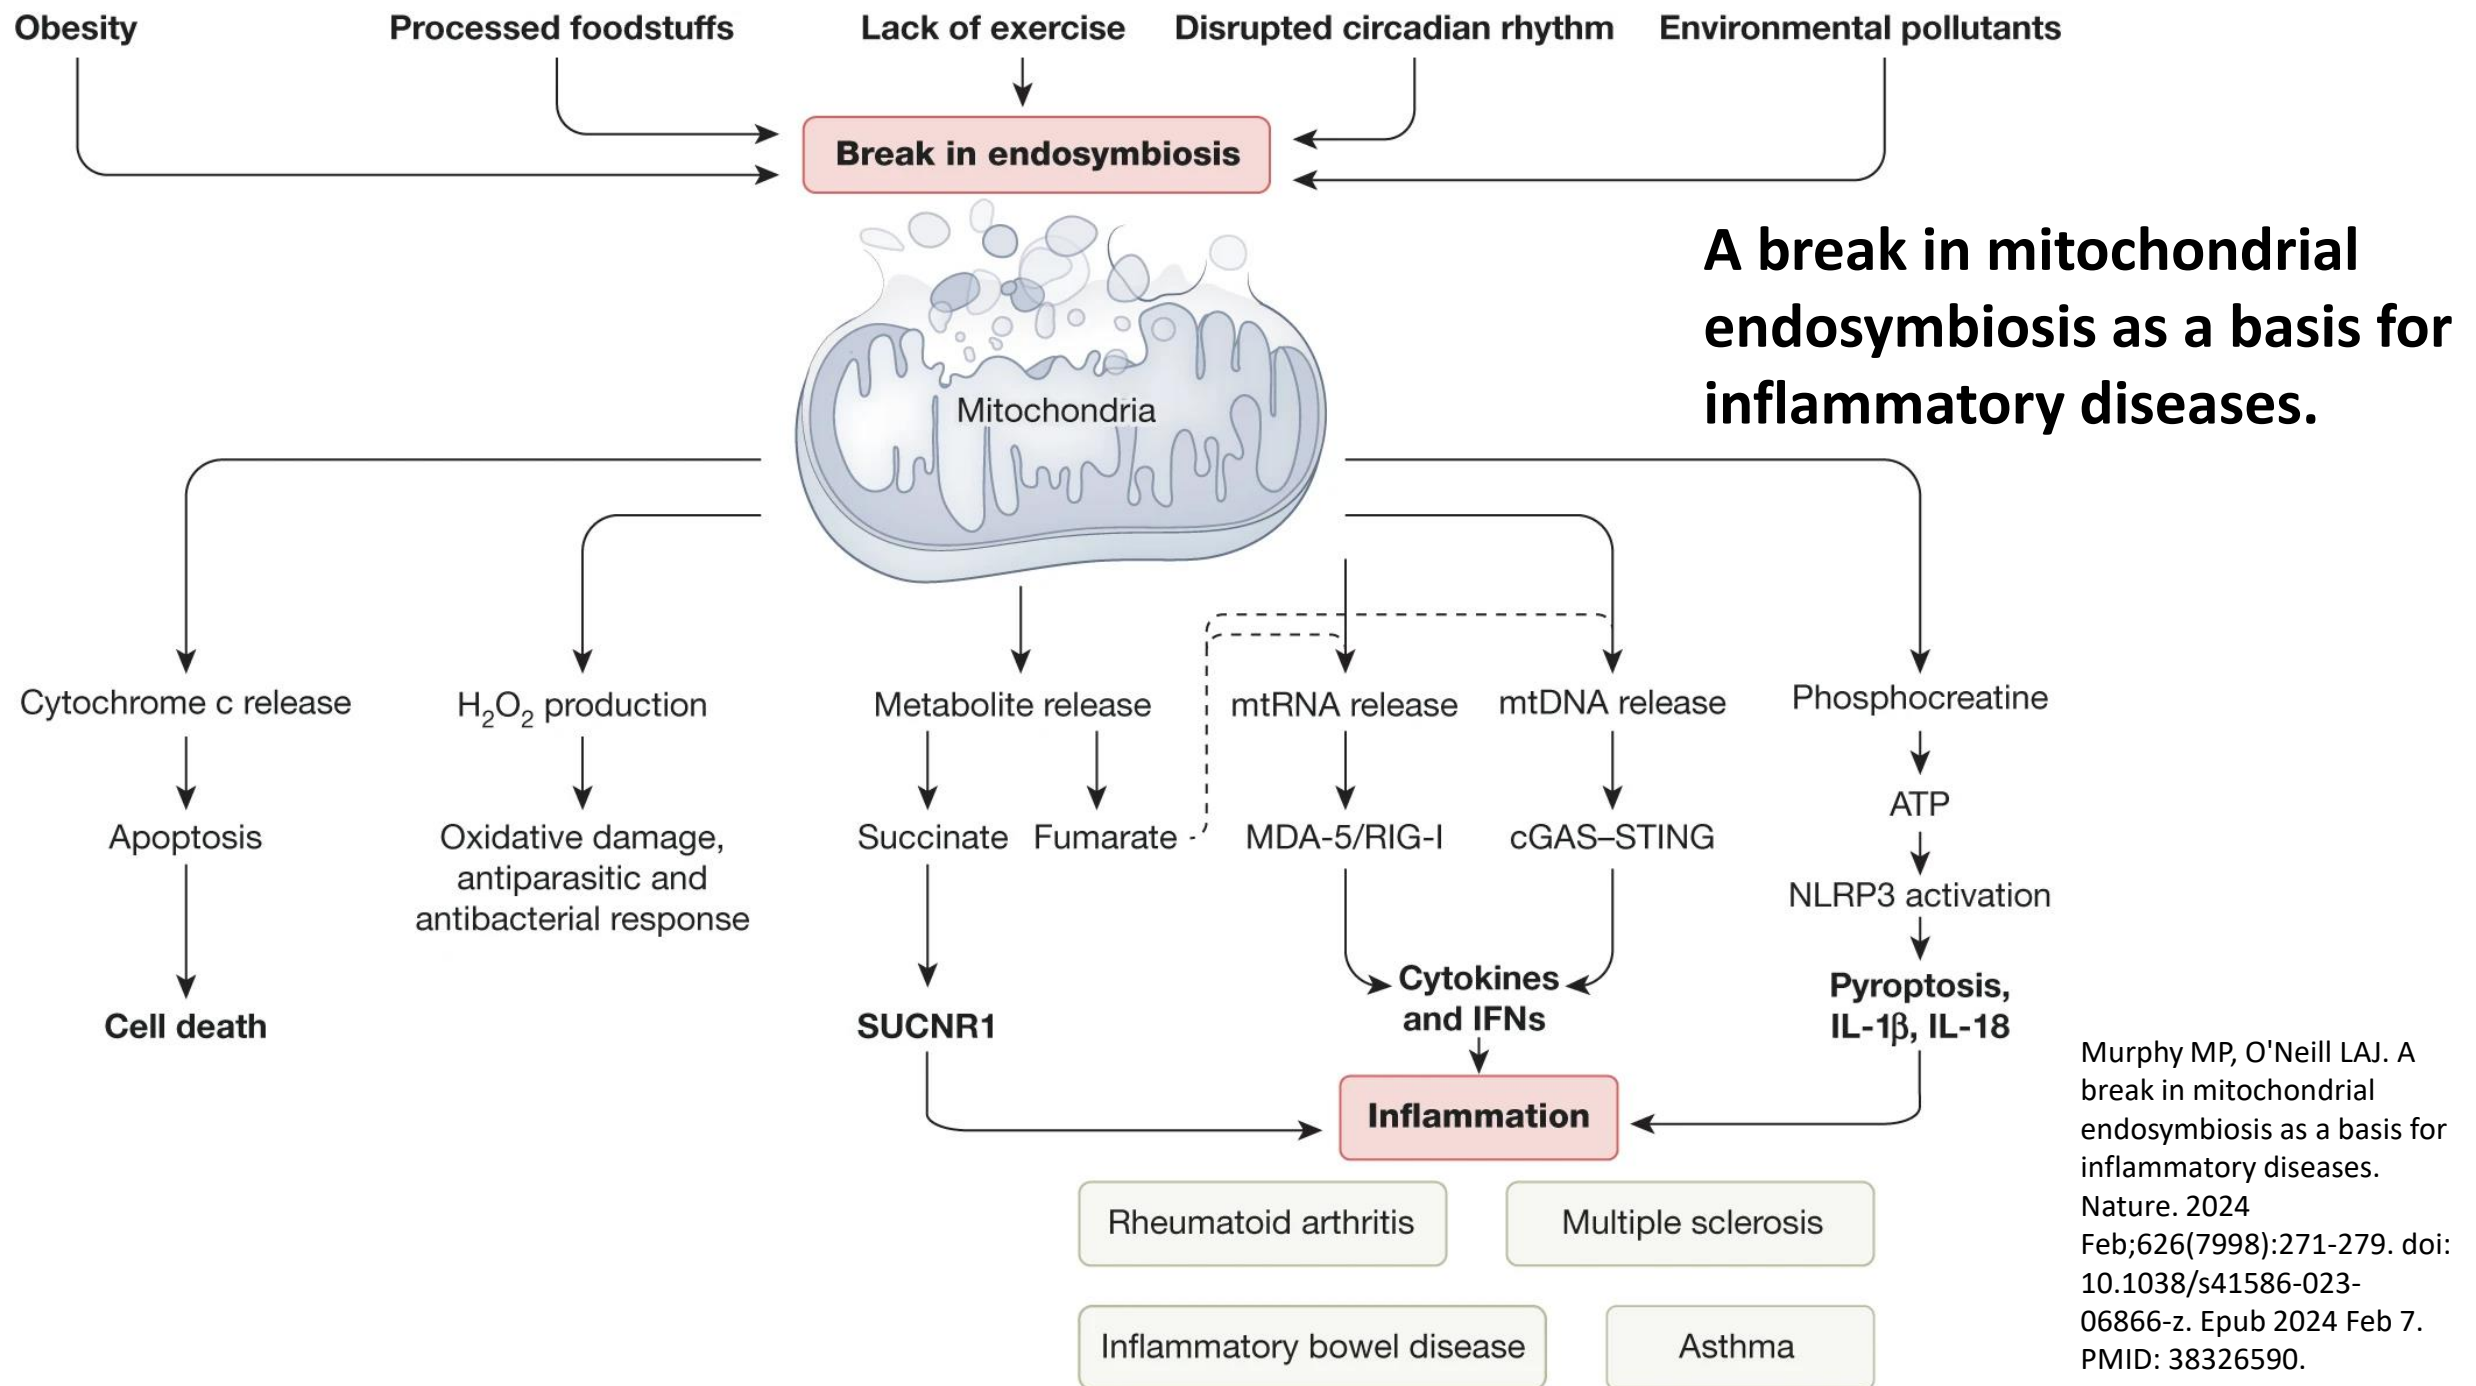 Obesity
Processed foodstuffs
Lack of exercise
Disrupted circadian rhythm
Environmental pollutants
Break in endosymbiosis
A break in mitochondrial
endosymbiosis as a basis for
inflammatory diseases.
Mitochondria
Cytochrome c release
H₂O₂ production
Metabolite release
mtRNA release
mtDNA release
Phosphocreatine
ATP
Apoptosis
Oxidative damage,
antiparasitic and
antibacterial response
Succinate
Fumarate
MDA-5/RIG-I
cGAS–STING
NLRP3 activation
Cell death
SUCNR1
Cytokines
and IFNs
Pyroptosis,
IL-1β, IL-18
Inflammation
Rheumatoid arthritis
Multiple sclerosis
Inflammatory bowel disease
Asthma
Murphy MP, O'Neill LAJ. A
break in mitochondrial
endosymbiosis as a basis for
inflammatory diseases.
Nature. 2024
Feb;626(7998):271-279. doi:
10.1038/s41586-023-
06866-z. Epub 2024 Feb 7.
PMID: 38326590.